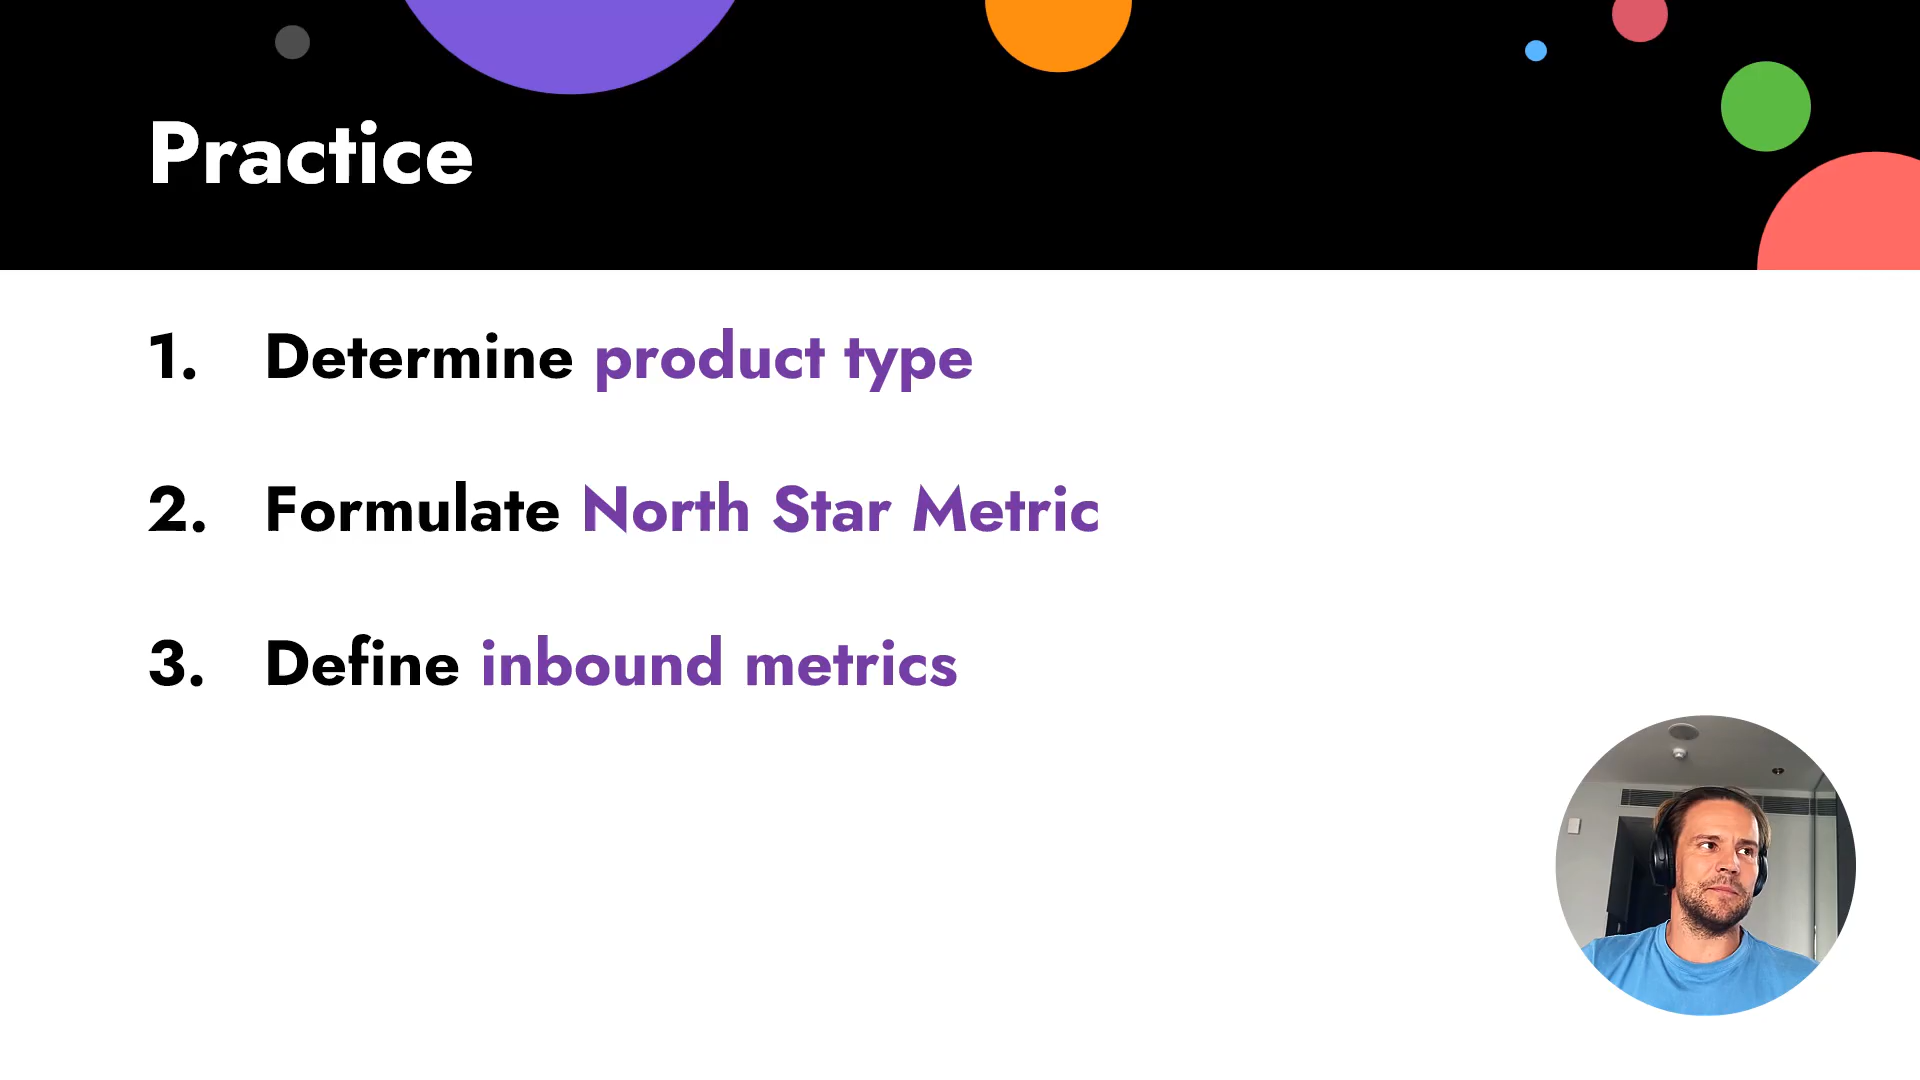 Practice
1. Determine product type
2. Formulate North Star Metric
3. Define inbound metrics